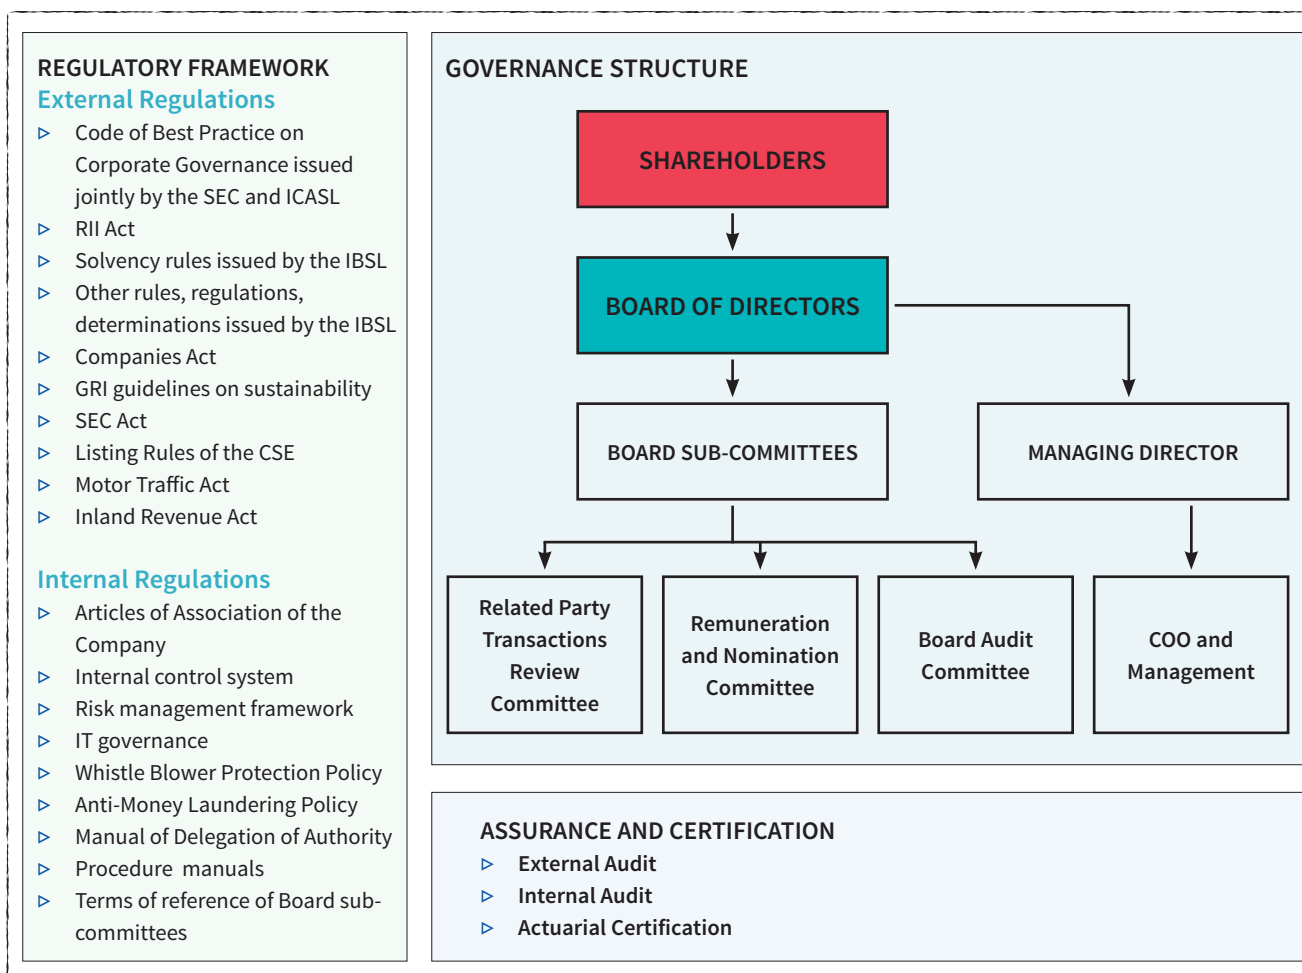 REGULATORY FRAMEWORK
External Regulations
Code of Best Practice on
Corporate Governance issued
jointly by the SEC and ICASL
RII Act
Solvency rules issued by the IBSL
Other rules, regulations,
determinations issued by the IBSL
Companies Act
GRI guidelines on sustainability
SEC Act
Listing Rules of the CSE
Motor Traffic Act
Inland Revenue Act
Internal Regulations
Articles of Association of the
Company
Internal control system
Risk management framework
IT governance
Whistle Blower Protection Policy
Anti-Money Laundering Policy
Manual of Delegation of Authority
Procedure manuals
Terms of reference of Board sub-
committees
GOVERNANCE STRUCTURE
SHAREHOLDERS
BOARD OF DIRECTORS
BOARD SUB-COMMITTEES
MANAGING DIRECTOR
Related Party
Transactions
Review
Committee
Remuneration
and Nomination
Committee
Board Audit
Committee
COO and
Management
ASSURANCE AND CERTIFICATION
External Audit
Internal Audit
Actuarial Certification